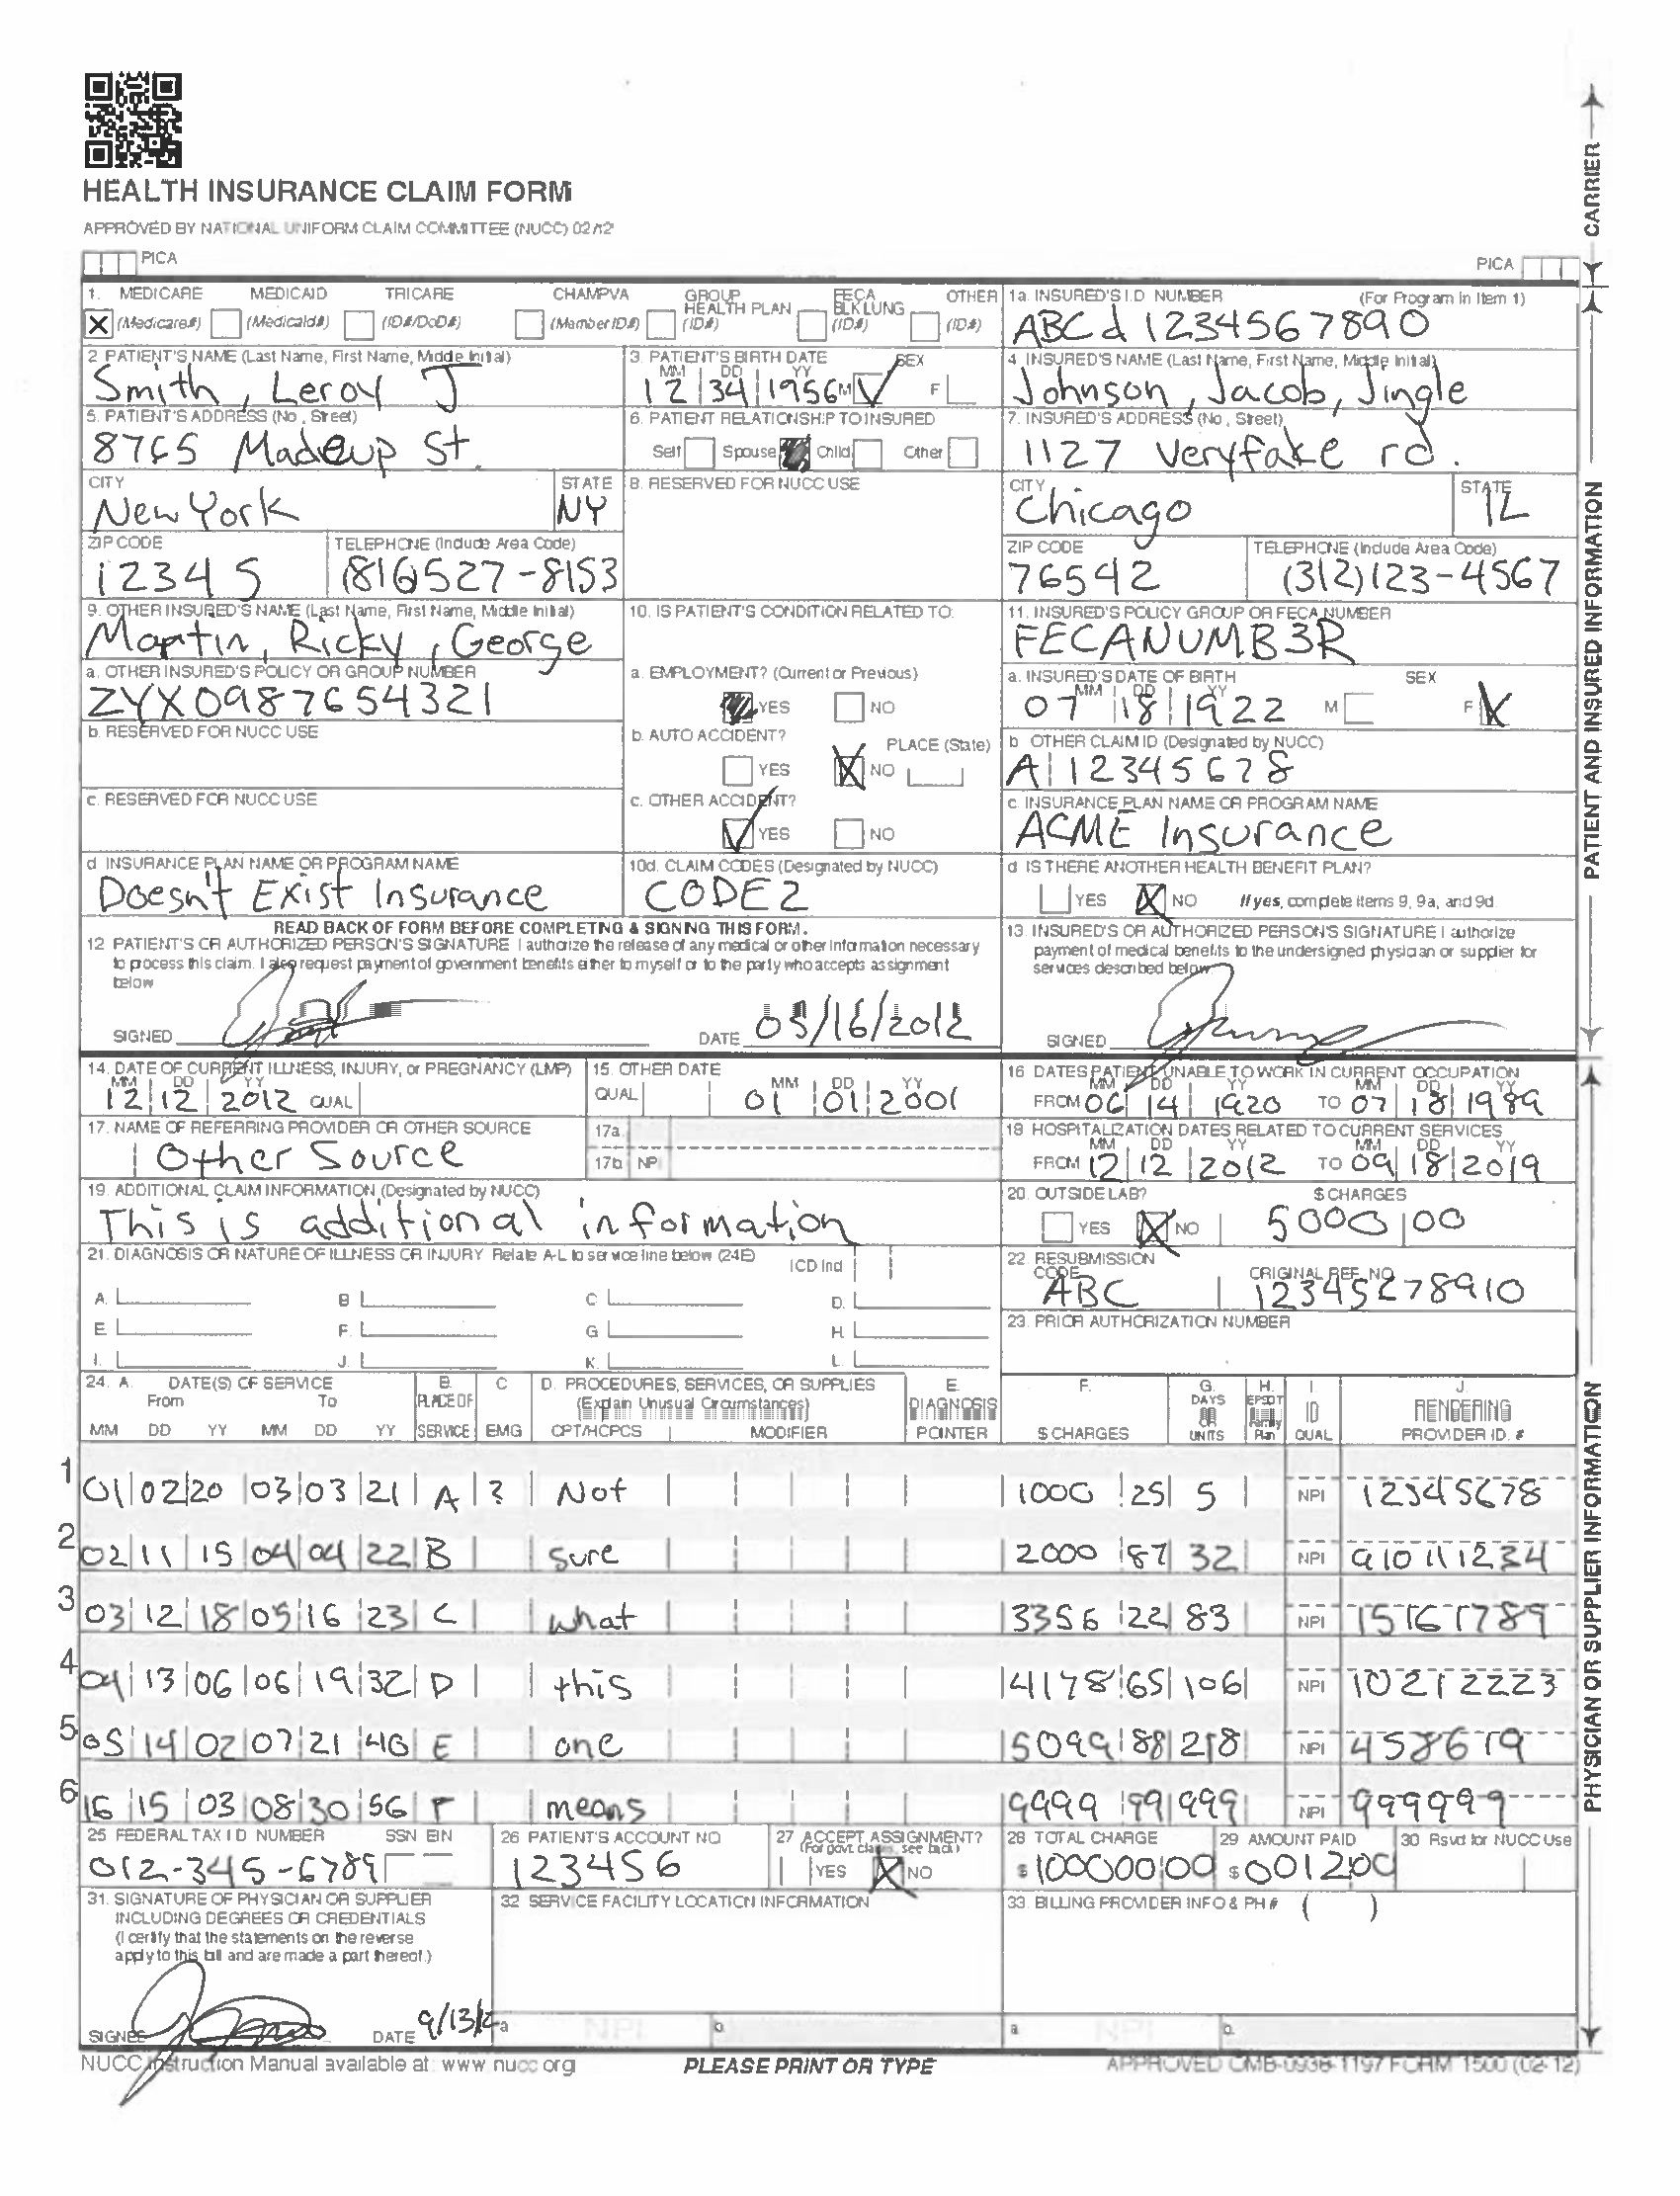 HEALTH INSURANCE CLAIM FORM
APPROVED BY NATIONAL UNIFORM CLAIM COMMITTEE (NUCC) 02/12
PICA PICA
CARRIER
1. MEDICARE MEDICAID TRICARE CHAMPVA GROUP HEALTH PLAN FECA BLK LUNG OTHER
X (Medicare#) (Medicaid#) (ID#/DoD#) (Member ID#) (ID#) (ID#) (ID#)
1a. INSURED'S I.D NUMBER (For Program in Item 1)
ABCd 1234567890
2 PATIENT'S NAME (Last Name, First Name, Middle Initial)
Smith, Leroy J
3. PATIENT'S BIRTH DATE SEX
MM DD YY
12 34 1956 M F
4. INSURED'S NAME (Last Name, First Name, Middle Initial)
Johnson, Jacob, Jingle
5. PATIENT'S ADDRESS (No., Street)
8765 Madeup St.
6. PATIENT RELATIONSHIP TO INSURED
Self Spouse Child Other
7. INSURED'S ADDRESS (No., Street)
1127 veryfake rd.
CITY STATE
New York NY
8. RESERVED FOR NUCC USE
CITY STATE
Chicago IL
ZIP CODE TELEPHONE (Include Area Code)
12345 (816)527-8153
ZIP CODE TELEPHONE (Include Area Code)
76542 (312)123-4567
9. OTHER INSURED'S NAME (Last Name, First Name, Middle Initial)
Martin, Ricky, George
10. IS PATIENT'S CONDITION RELATED TO:
11. INSURED'S POLICY GROUP OR FECA NUMBER
FECANUMB3R
a. OTHER INSURED'S POLICY OR GROUP NUMBER
ZYX0987654321
a. EMPLOYMENT? (Current or Previous)
YES NO
a. INSURED'S DATE OF BIRTH SEX
MM DD YY
07 18 1922 M F X
b. RESERVED FOR NUCC USE
b. AUTO ACCIDENT? PLACE (State)
YES X NO
b. OTHER CLAIM ID (Designated by NUCC)
A 12345678
c. RESERVED FOR NUCC USE
c. OTHER ACCIDENT?
YES NO
c. INSURANCE PLAN NAME OR PROGRAM NAME
ACME Insurance
d. INSURANCE PLAN NAME OR PROGRAM NAME
Doesn't Exist Insurance
10d. CLAIM CODES (Designated by NUCC)
CODE2
d. IS THERE ANOTHER HEALTH BENEFIT PLAN?
YES X NO If yes, complete items 9, 9a, and 9d.
PATIENT AND INSURED INFORMATION
READ BACK OF FORM BEFORE COMPLETING & SIGNING THIS FORM.
12 PATIENT'S OR AUTHORIZED PERSON'S SIGNATURE I authorize the release of any medical or other information necessary
to process this claim. I also request payment of government benefits either to myself or to the party who accepts assignment
below
SIGNED DATE 05/16/2012
13. INSURED'S OR AUTHORIZED PERSON'S SIGNATURE I authorize
payment of medical benefits to the undersigned physician or supplier for
services described below
SIGNED
14. DATE OF CURRENT ILLNESS, INJURY, or PREGNANCY (LMP)
MM DD YY
12 12 2012 QUAL
15. OTHER DATE
QUAL MM DD YY
01 01 2001
16 DATES PATIENT UNABLE TO WORK IN CURRENT OCCUPATION
MM DD YY MM DD YY
FROM 06 14 1920 TO 07 18 1989
17. NAME OF REFERRING PROVIDER OR OTHER SOURCE
Other Source
17a.
17b NPI
18 HOSPITALIZATION DATES RELATED TO CURRENT SERVICES
MM DD YY MM DD YY
FROM 12 12 2012 TO 09 18 2019
19. ADDITIONAL CLAIM INFORMATION (Designated by NUCC)
This is additional information
20. OUTSIDE LAB? $ CHARGES
YES X NO 5000 00
21. DIAGNOSIS OR NATURE OF ILLNESS OR INJURY Relate A-L to service line below (24E) ICD Ind
A. B. C. D.
E. F. G. H.
I. J. K. L.
22. RESUBMISSION
CODE ORIGINAL REF. NO
ABC 12345678910
23. PRIOR AUTHORIZATION NUMBER
24. A. DATE(S) OF SERVICE B. C D. PROCEDURES, SERVICES, OR SUPPLIES E. F. G. H. I. J.
From To PLACE OF (Explain Unusual Circumstances) DIAGNOSIS DAYS OR EPSDT Family ID RENDERING
MM DD YY MM DD YY SERVICE EMG CPT/HCPCS MODIFIER POINTER $ CHARGES UNITS Plan QUAL PROVIDER ID. #
1 01 02 20 03 03 21 A ? Not 1000 25 5 NPI 12345678
2 02 11 15 04 04 22 B sure 2000 87 32 NPI 910111234
3 03 12 18 05 16 23 C what 3356 22 83 NPI 15161789
4 04 13 06 06 19 32 D this 4178 65 106 NPI 10212223
5 05 14 02 07 21 40 E one 5099 88 218 NPI 4586719
6 16 15 03 08 30 56 F means 9999 99 999 NPI 999999
25 FEDERAL TAX I D NUMBER SSN EIN
012-345-6789
26 PATIENT'S ACCOUNT NO
123456
27 ACCEPT ASSIGNMENT?
(For govt. claims, see back)
YES X NO
28 TOTAL CHARGE
$ 100000 00
29 AMOUNT PAID
$ 001200
30 Rsvd for NUCC Use
31. SIGNATURE OF PHYSICIAN OR SUPPLIER
INCLUDING DEGREES OR CREDENTIALS
(I certify that the statements on the reverse
apply to this bill and are made a part thereof.)
SIGNED DATE 9/13/12
32 SERVICE FACILITY LOCATION INFORMATION
a NPI b.
33. BILLING PROVIDER INFO & PH # ( )
a NPI b.
PHYSICIAN OR SUPPLIER INFORMATION
NUCC Instruction Manual available at: www nucc org
PLEASE PRINT OR TYPE
APPROVED OMB-0938-1197 FORM 1500 (02-12)